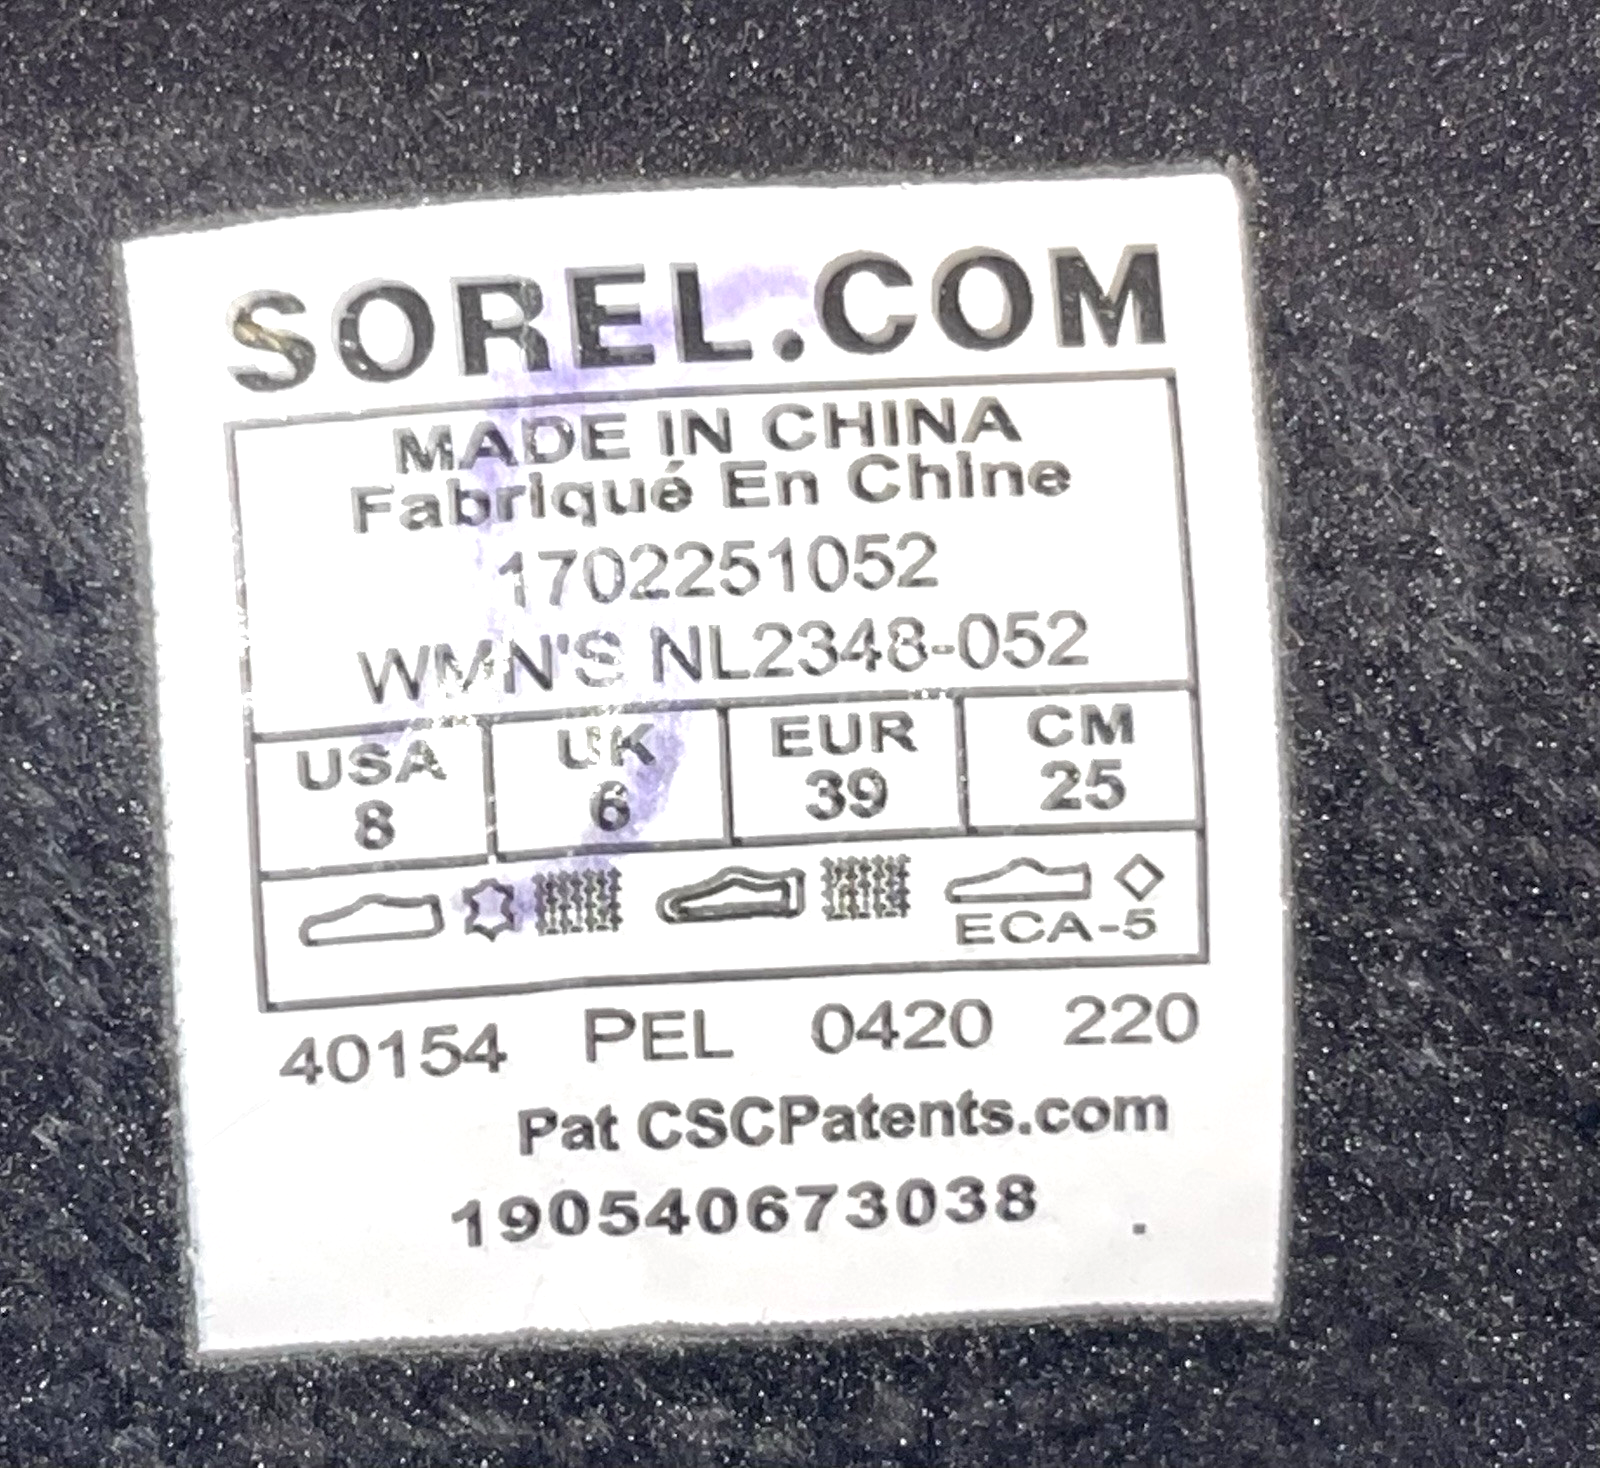 SOREL.COM
MADE IN CHINA
Fabriqué En Chine
1702251052
WMN'S NL2348-052
USA UK EUR CM
8 6 39 25
ECA-5
40154 PEL 0420 220
Pat CSCPatents.com
190540673038